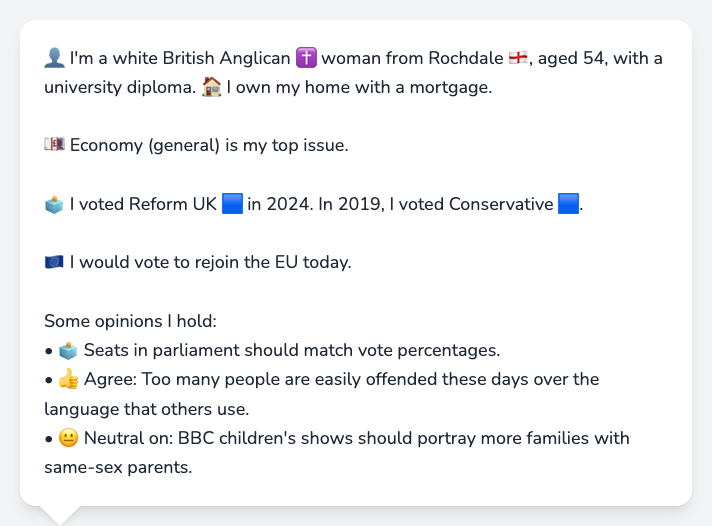 👤 I'm a white British Anglican ✝️ woman from Rochdale 🏴󠁧󠁢󠁥󠁮󠁧󠁿, aged 54, with a
university diploma. 🏠 I own my home with a mortgage.
💷 Economy (general) is my top issue.
🗳️ I voted Reform UK 🟦 in 2024. In 2019, I voted Conservative 🟦.
🇪🇺 I would vote to rejoin the EU today.
Some opinions I hold:
• 🗳️ Seats in parliament should match vote percentages.
• 👍 Agree: Too many people are easily offended these days over the
language that others use.
• 😐 Neutral on: BBC children's shows should portray more families with
same-sex parents.